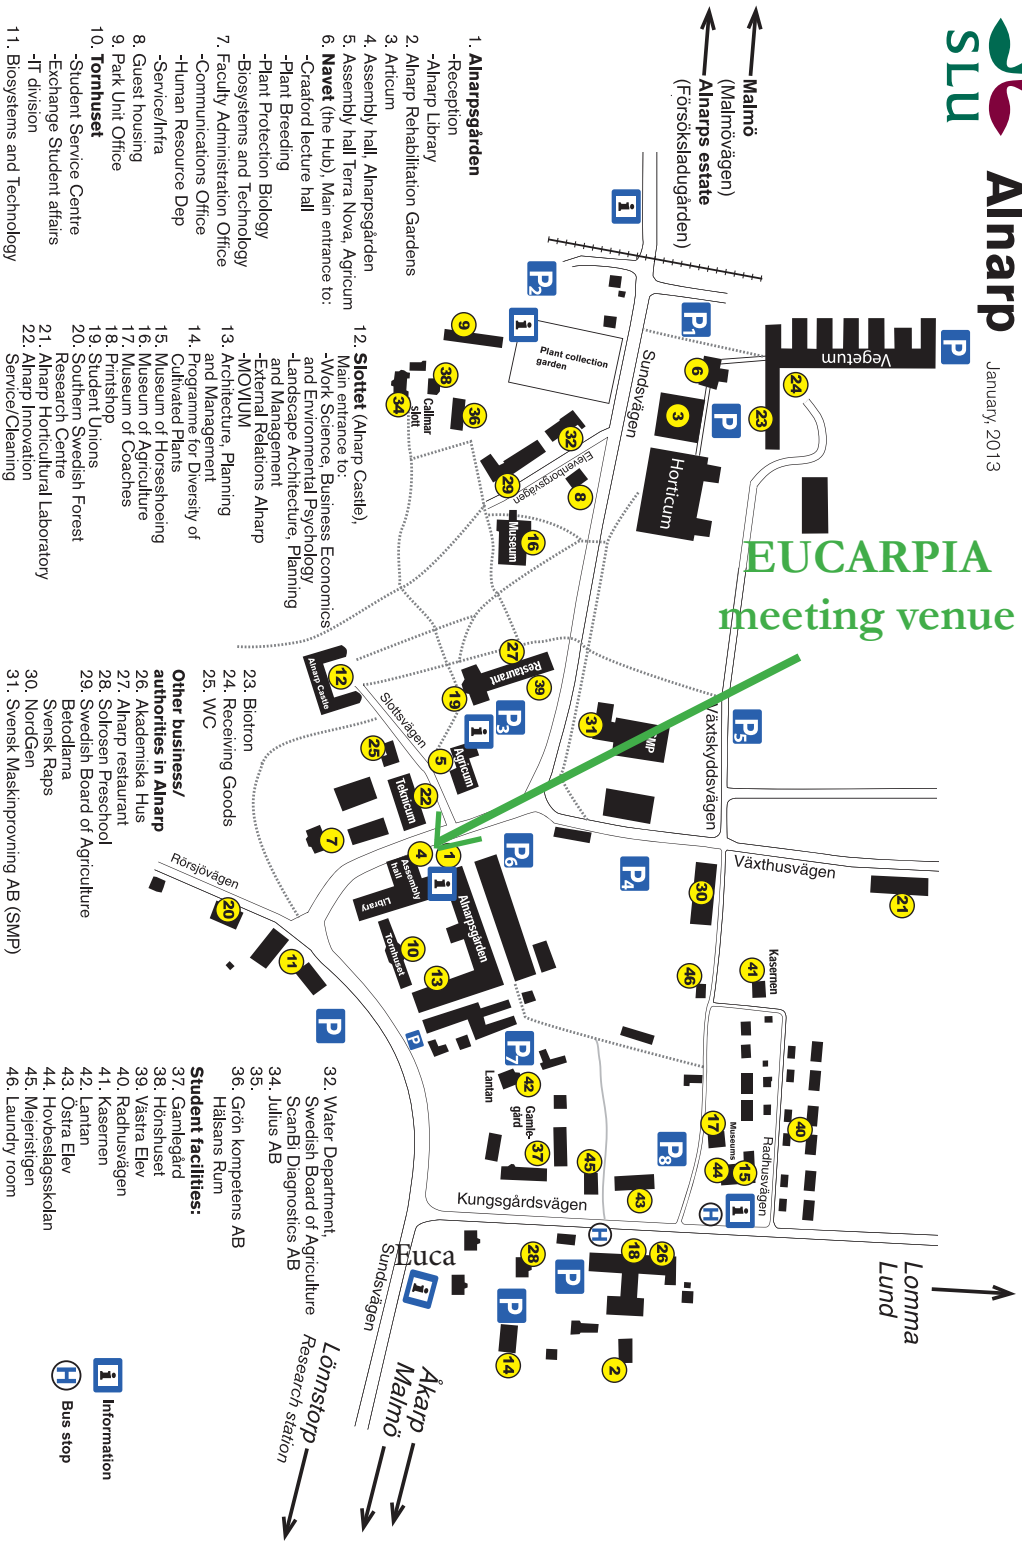 SLU
Alnarp
January, 2013
Malmö
(Malmövägen)
Alnarps estate
(Försöksladugården)
EUCARPIA
meeting venue
Lomma
Lund
Åkarp
Malmö
Lönnstorp
Research station
Euca
Vegetum
Horticum
Plant collection
garden
Sundsvägen
Elevenborgsvägen
Callmar
slott
Museum
Restaurant
Alnarp Castle
Slottsvägen
Agricum
Teknicum
SMP
Växtskyddsvägen
Växthusvägen
Assembly
hall
Library
Alnarpsgården
Tornhuset
Rörsjövägen
Kasernen
Lantan
Gamle-
gård
Museums
Radhusvägen
Kungsgårdsvägen
Sundsvägen
P
P1
P2
P3
P4
P5
P6
P7
P8
1. Alnarpsgården
-Reception
-Alnarp Library
2. Alnarp Rehabilitation Gardens
3. Articum
4. Assembly hall, Alnarpsgården
5. Assembly hall Terra Nova, Agricum
6. Navet (the Hub), Main entrance to:
-Craaford lecture hall
-Plant Breeding
-Plant Protection Biology
-Biosystems and Technology
7. Faculty Administration Office
-Communications Office
-Human Resource Dep
-Service/Infra
8. Guest housing
9. Park Unit Office
10. Tornhuset
-Student Service Centre
-Exchange Student affairs
-IT division
11. Biosystems and Technology
12. Slottet (Alnarp Castle),
Main entrance to:
-Work Science, Business Economics
and Environmental Psychology
-Landscape Architecture, Planning
and Management
-External Relations Alnarp
-MOVIUM
13. Architecture, Planning
and Management
14. Programme for Diversity of
Cultivated Plants
15. Museum of Horseshoeing
16. Museum of Agriculture
17. Museum of Coaches
18. Printshop
19. Student Unions
20. Southern Swedish Forest
Research Centre
21. Alnarp Horticultural Laboratory
22. Alnarp Innovation
Service/Cleaning
23. Biotron
24. Receiving Goods
25. WC
Other business/
authorities in Alnarp
26. Akademiska Hus
27. Alnarp restaurant
28. Solrosen Preschool
29. Swedish Board of Agriculture
Betodlarna
Svensk Raps
30. NordGen
31. Svensk Maskinprovning AB (SMP)
32. Water Department,
Swedish Board of Agriculture
ScanBi Diagnostics AB
34. Julius AB
35.
36. Grön kompetens AB
Hälsans Rum
Student facilities:
37. Gamlegård
38. Hönshuset
39. Västra Elev
40. Radhusvägen
41. Kasernen
42. Lantan
43. Östra Elev
44. Hovbeslagsskolan
45. Mejeristigen
46. Laundry room
i Information
H Bus stop